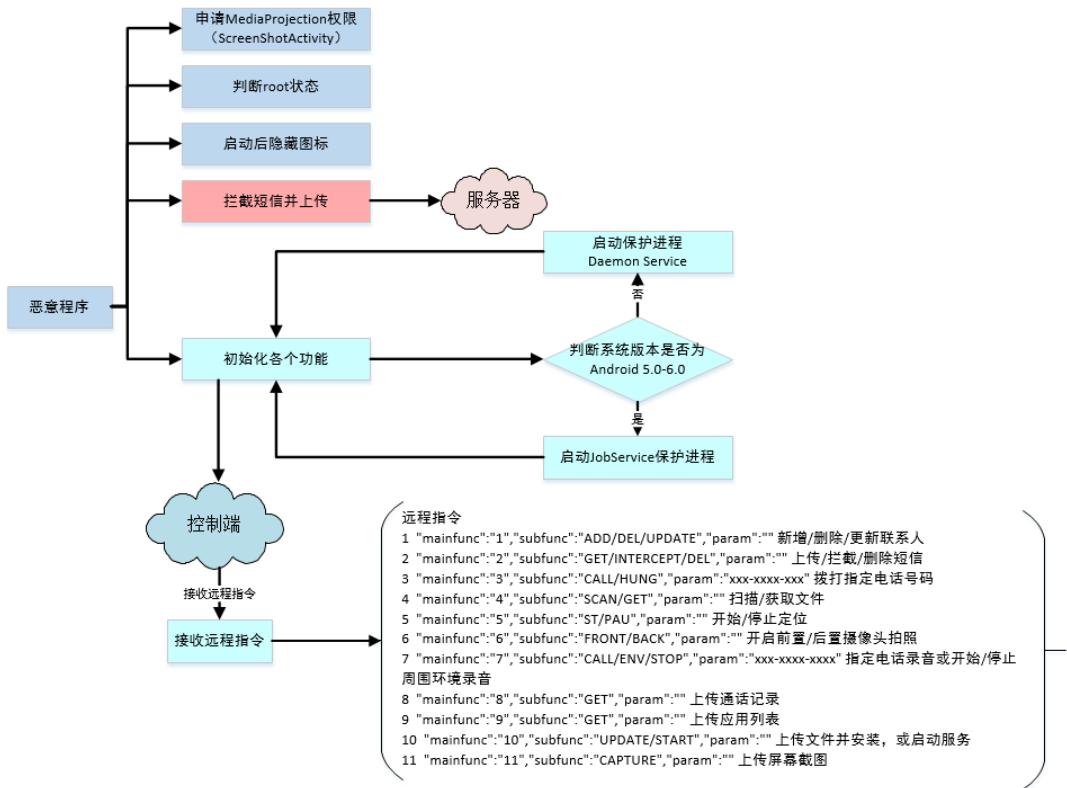 申请MediaProjection权限
（ScreenShotActivity）
判断root状态
启动后隐藏图标
拦截短信并上传
服务器
启动保护进程
Daemon Service
否
恶意程序
初始化各个功能
判断系统版本是否为
Android 5.0-6.0
是
启动JobService保护进程
控制端
接收远程指令
接收远程指令
远程指令
1 "mainfunc":"1","subfunc":"ADD/DEL/UPDATE","param":"" 新增/删除/更新联系人
2 "mainfunc":"2","subfunc":"GET/INTERCEPT/DEL","param":"" 上传/拦截/删除短信
3 "mainfunc":"3","subfunc":"CALL/HUNG","param":"xxx-xxxx-xxx" 拨打指定电话号码
4 "mainfunc":"4","subfunc":"SCAN/GET","param":"" 扫描/获取文件
5 "mainfunc":"5","subfunc":"ST/PAU","param":"" 开始/停止定位
6 "mainfunc":"6","subfunc":"FRONT/BACK","param":"" 开启前置/后置摄像头拍照
7 "mainfunc":"7","subfunc":"CALL/ENV/STOP","param":"xxx-xxxx-xxxx" 指定电话录音或开始/停止
周围环境录音
8 "mainfunc":"8","subfunc":"GET","param":"" 上传通话记录
9 "mainfunc":"9","subfunc":"GET","param":"" 上传应用列表
10 "mainfunc":"10","subfunc":"UPDATE/START","param":"" 上传文件并安装，或启动服务
11 "mainfunc":"11","subfunc":"CAPTURE","param":"" 上传屏幕截图